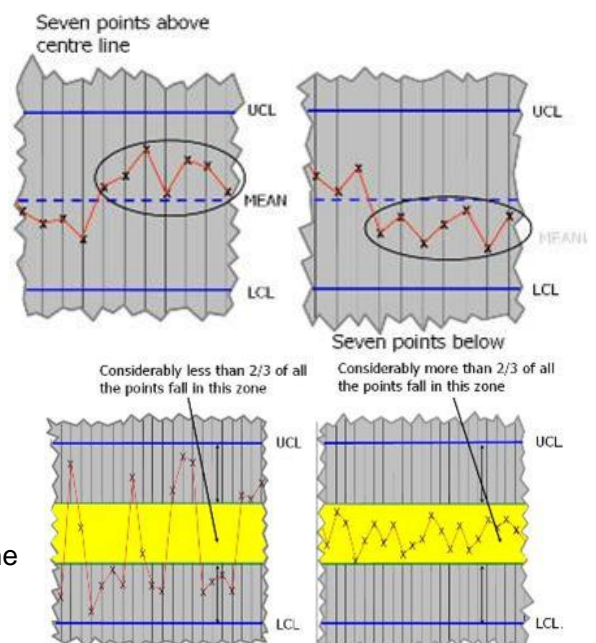 Seven points above
centre line
UCL
MEAN
LCL
UCL
MEAN
LCL
Seven points below
Considerably less than 2/3 of all
the points fall in this zone
Considerably more than 2/3 of all
the points fall in this zone
UCL
LCL
UCL
LCL.
ne